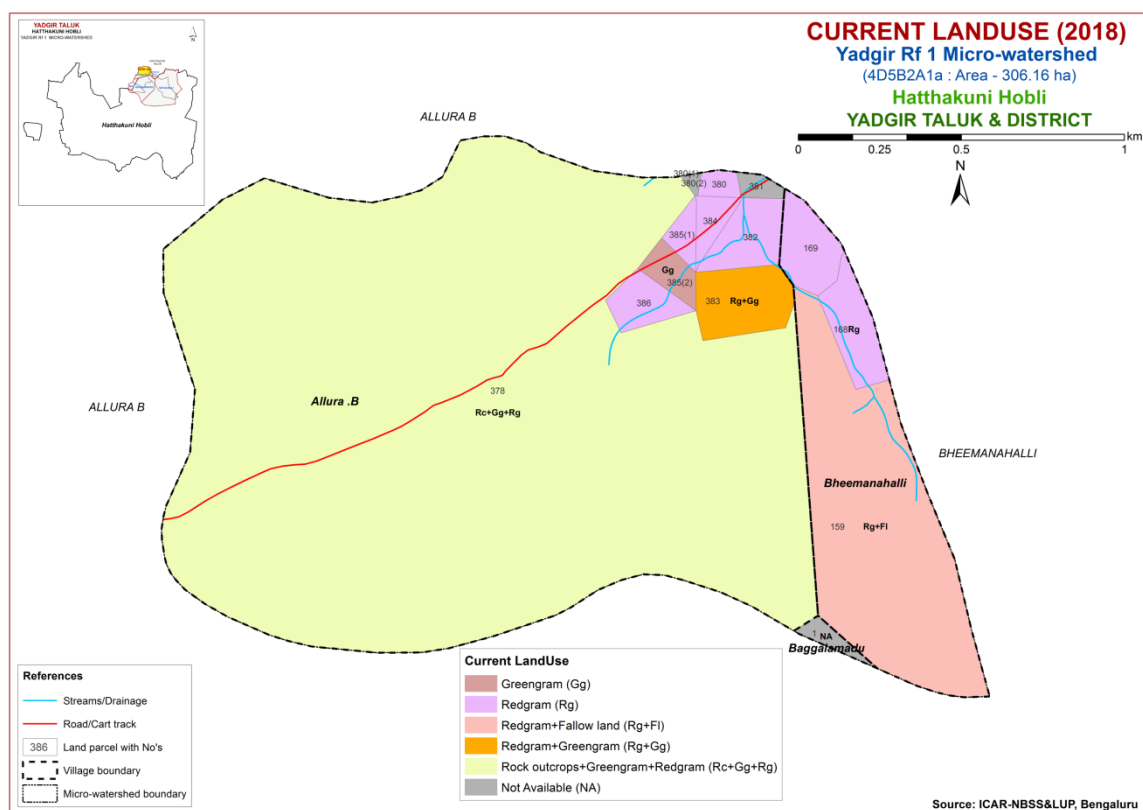 YADGIR TALUK
HATTHAKUNI HOBLI
YADGIR Rf 1 MICRO-WATERSHED
N
Hatthakuni Hobli
CURRENT LANDUSE (2018)
Yadgir Rf 1 Micro-watershed
(4D5B2A1a : Area - 306.16 ha)
Hatthakuni Hobli
YADGIR TALUK & DISTRICT
km
0 0.25 0.5 1
N
ALLURA B
380(1)
380(2)
380
381
384
385(1)
382
169
Gg
385(2)
386
383 Rg+Gg
168 Rg
ALLURA B
Allura .B
378
Rc+Gg+Rg
BHEEMANAHALLI
Bheemanahalli
159 Rg+Fl
1 NA
Baggalamadu
References
Streams/Drainage
Road/Cart track
386 Land parcel with No's
Village boundary
Micro-watershed boundary
Current LandUse
Greengram (Gg)
Redgram (Rg)
Redgram+Fallow land (Rg+Fl)
Redgram+Greengram (Rg+Gg)
Rock outcrops+Greengram+Redgram (Rc+Gg+Rg)
Not Available (NA)
Source: ICAR-NBSS&LUP, Bengaluru